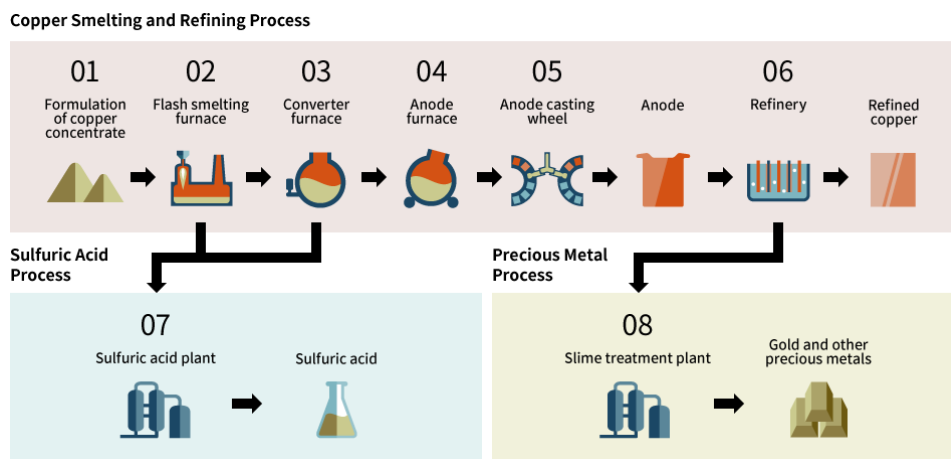 Copper Smelting and Refining Process
01
Formulation
of copper
concentrate
02
Flash smelting
furnace
03
Converter
furnace
04
Anode
furnace
05
Anode casting
wheel
Anode
06
Refinery
Refined
copper
Sulfuric Acid
Process
07
Sulfuric acid plant
Sulfuric acid
Precious Metal
Process
08
Slime treatment plant
Gold and other
precious metals